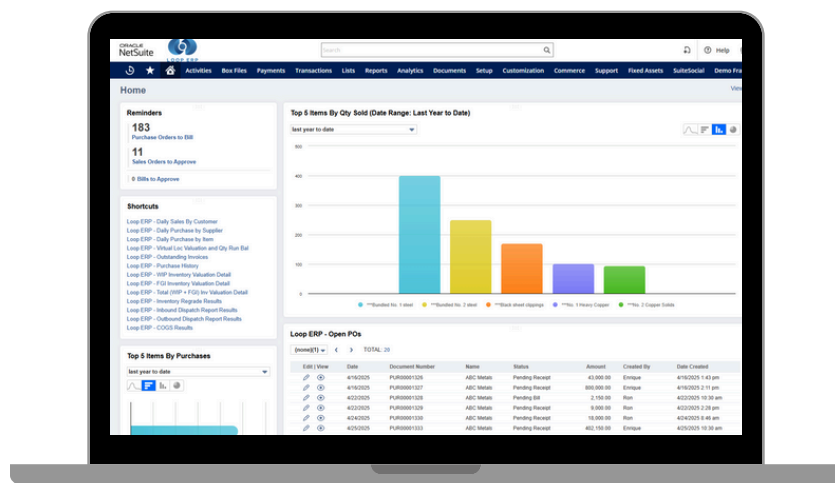 ORACLE
NetSuite
LOOP ERP
Search
Help
Activities Box Files Payments Transactions Lists Reports Analytics Documents Setup Customization Commerce Support Fixed Assets SuiteSocial Demo Fra
Home
View
Reminders
183
Purchase Orders to Bill
11
Sales Orders to Approve
0 Bills to Approve
Shortcuts
Loop ERP - Daily Sales By Customer
Loop ERP - Daily Purchase by Supplier
Loop ERP - Daily Purchase by Item
Loop ERP - Virtual Loc Valuation and Qty Run Bal
Loop ERP - Outstanding Invoices
Loop ERP - Purchase History
Loop ERP - WIP Inventory Valuation Detail
Loop ERP - FGI Inventory Valuation Detail
Loop ERP - Total (WIP + FGI) Inv Valuation Detail
Loop ERP - Inventory Regrade Results
Loop ERP - Inbound Dispatch Report Results
Loop ERP - Outbound Dispatch Report Results
Loop ERP - COGS Results
Top 5 Items By Purchases
last year to date
Top 5 Items By Qty Sold (Date Range: Last Year to Date)
last year to date
500
400
300
200
100
0
***Bundled No. 1 steel ***Bundled No. 2 steel ***Black sheet clippings ***No. 1 Heavy Copper ***No. 2 Copper Solids
Loop ERP - Open POs
(none)(1) TOTAL: 20
Edit | View Date Document Number Name Status Amount Created By Date Created
4/16/2025 PUR00001326 ABC Metals Pending Receipt 43,000.00 Enrique 4/16/2025 1:43 pm
4/16/2025 PUR00001327 ABC Metals Pending Receipt 800,000.00 Enrique 4/16/2025 2:11 pm
4/22/2025 PUR00001328 ABC Metals Pending Bill 2,150.00 Ron 4/22/2025 10:30 am
4/22/2025 PUR00001329 ABC Metals Pending Receipt 9,000.00 Ron 4/22/2025 2:28 pm
4/24/2025 PUR00001330 ABC Metals Pending Receipt 18,000.00 Ron 4/24/2025 8:46 am
4/25/2025 PUR00001333 ABC Metals Pending Receipt 402,150.00 Enrique 4/25/2025 10:30 am